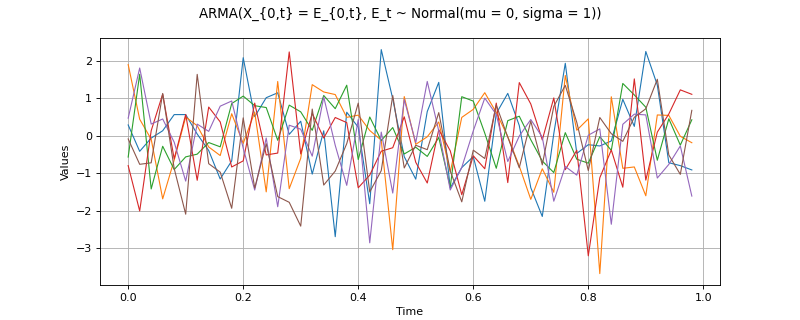 ARMA(X_{0,t} = E_{0,t}, E_t ~ Normal(mu = 0, sigma = 1))
2
1
0
−1
−2
−3
Values
0.0 0.2 0.4 0.6 0.8 1.0
Time